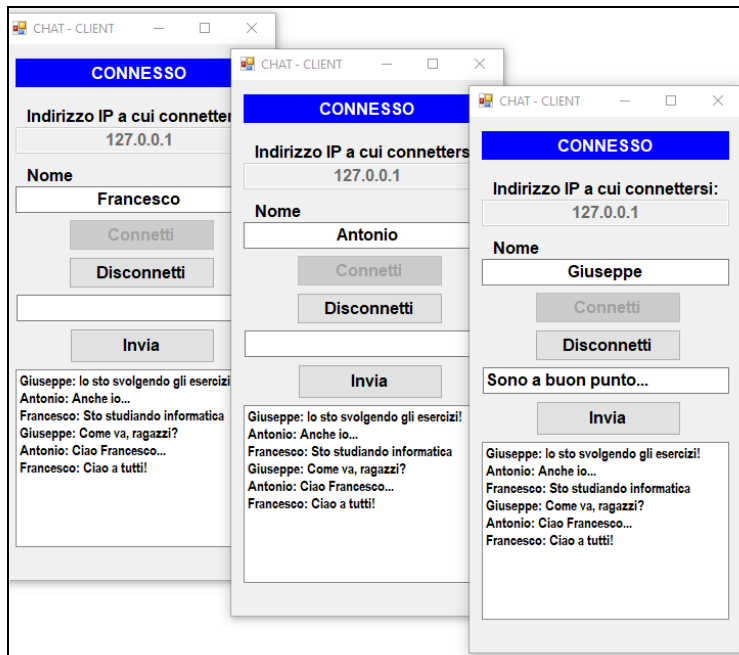 CHAT - CLIENT
CONNESSO
Indirizzo IP a cui connetter
127.0.0.1
Nome
Francesco
Connetti
Disconnetti
Invia
Giuseppe: Io sto svolgendo gli esercizi
Antonio: Anche io...
Francesco: Sto studiando informatica
Giuseppe: Come va, ragazzi?
Antonio: Ciao Francesco...
Francesco: Ciao a tutti!
CHAT - CLIENT
CONNESSO
Indirizzo IP a cui connetters
127.0.0.1
Nome
Antonio
Connetti
Disconnetti
Invia
Giuseppe: Io sto svolgendo gli esercizi!
Antonio: Anche io...
Francesco: Sto studiando informatica
Giuseppe: Come va, ragazzi?
Antonio: Ciao Francesco...
Francesco: Ciao a tutti!
CHAT - CLIENT
CONNESSO
Indirizzo IP a cui connettersi:
127.0.0.1
Nome
Giuseppe
Connetti
Disconnetti
Sono a buon punto...
Invia
Giuseppe: Io sto svolgendo gli esercizi!
Antonio: Anche io...
Francesco: Sto studiando informatica
Giuseppe: Come va, ragazzi?
Antonio: Ciao Francesco...
Francesco: Ciao a tutti!